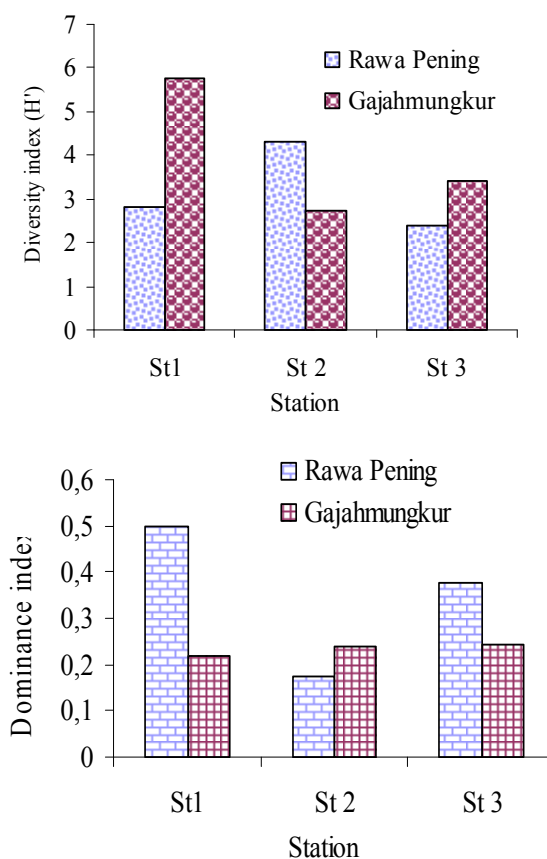 7
6
5
4
3
2
1
0
Diversity index (H')
Rawa Pening
Gajahmungkur
St1 St 2 St 3
Station
0,6
0,5
0,4
0,3
0,2
0,1
0
Dominance index
Rawa Pening
Gajahmungkur
St1 St 2 St 3
Station